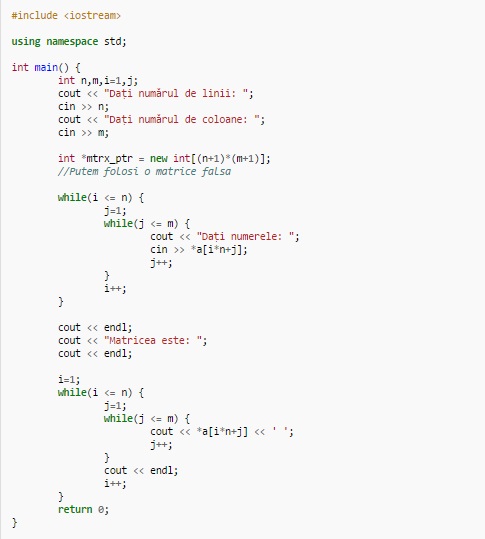 #include <iostream>
using namespace std;
int main() {
int n,m,i=1,j;
cout << "Dați numărul de linii: ";
cin >> n;
cout << "Dați numărul de coloane: ";
cin >> m;
int *mtrx_ptr = new int[(n+1)*(m+1)];
//Putem folosi o matrice falsa
while(i <= n) {
j=1;
while(j <= m) {
cout << "Dați numerele: ";
cin >> *a[i*n+j];
j++;
}
i++;
}
cout << endl;
cout << "Matricea este: ";
cout << endl;
i=1;
while(i <= n) {
j=1;
while(j <= m) {
cout << *a[i*n+j] << ' ';
j++;
}
cout << endl;
i++;
}
return 0;
}